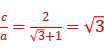 c/a = 2/(√3+1) = √3